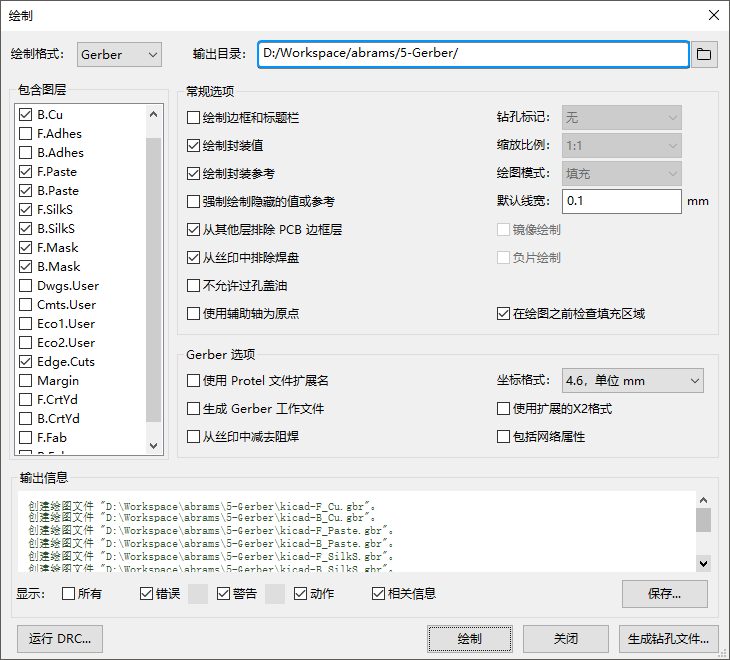 绘制
绘制格式: Gerber 输出目录: D:/Workspace/abrams/5-Gerber/
包含图层
B.Cu
F.Adhes
B.Adhes
F.Paste
B.Paste
F.SilkS
B.SilkS
F.Mask
B.Mask
Dwgs.User
Cmts.User
Eco1.User
Eco2.User
Edge.Cuts
Margin
F.CrtYd
B.CrtYd
F.Fab
常规选项
绘制边框和标题栏 钻孔标记: 无
绘制封装值 缩放比例: 1:1
绘制封装参考 绘图模式: 填充
强制绘制隐藏的值或参考 默认线宽: 0.1 mm
从其他层排除 PCB 边框层 镜像绘制
从丝印中排除焊盘 负片绘制
不允许过孔盖油
使用辅助轴为原点 在绘图之前检查填充区域
Gerber 选项
使用 Protel 文件扩展名 坐标格式: 4.6，单位 mm
生成 Gerber 工作文件 使用扩展的X2格式
从丝印中减去阻焊 包括网络属性
输出信息
创建绘图文件 "D:\Workspace\abrams\5-Gerber\kicad-F_Cu.gbr"。
创建绘图文件 "D:\Workspace\abrams\5-Gerber\kicad-B_Cu.gbr"。
创建绘图文件 "D:\Workspace\abrams\5-Gerber\kicad-F_Paste.gbr"。
创建绘图文件 "D:\Workspace\abrams\5-Gerber\kicad-B_Paste.gbr"。
创建绘图文件 "D:\Workspace\abrams\5-Gerber\kicad-F_SilkS.gbr"。
创建绘图文件 "D:\Workspace\abrams\5-Gerber\kicad-B_SilkS.gbr"。
显示: 所有 错误 警告 动作 相关信息 保存...
运行 DRC... 绘制 关闭 生成钻孔文件...